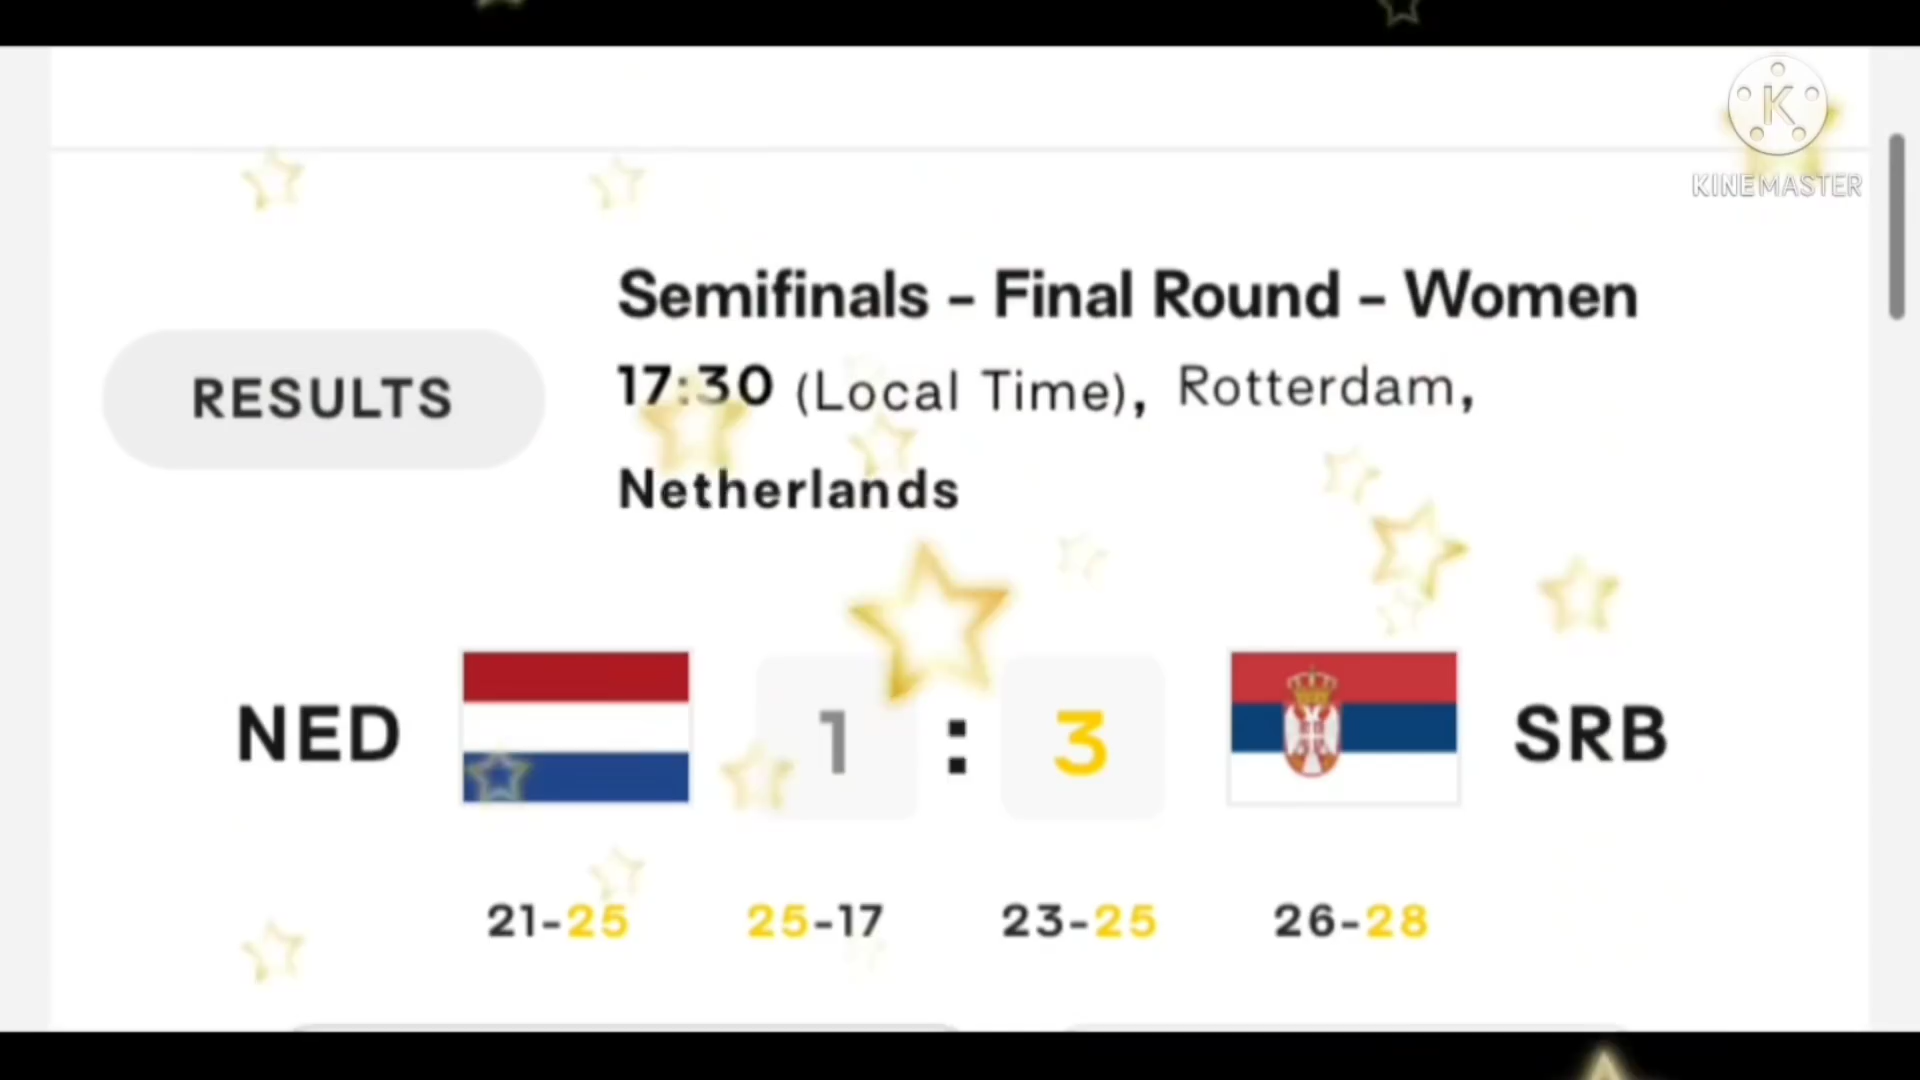 K
KINEMASTER
Semifinals - Final Round - Women
RESULTS
17:30 (Local Time), Rotterdam,
Netherlands
NED 1 : 3 SRB
21-25 25-17 23-25 26-28